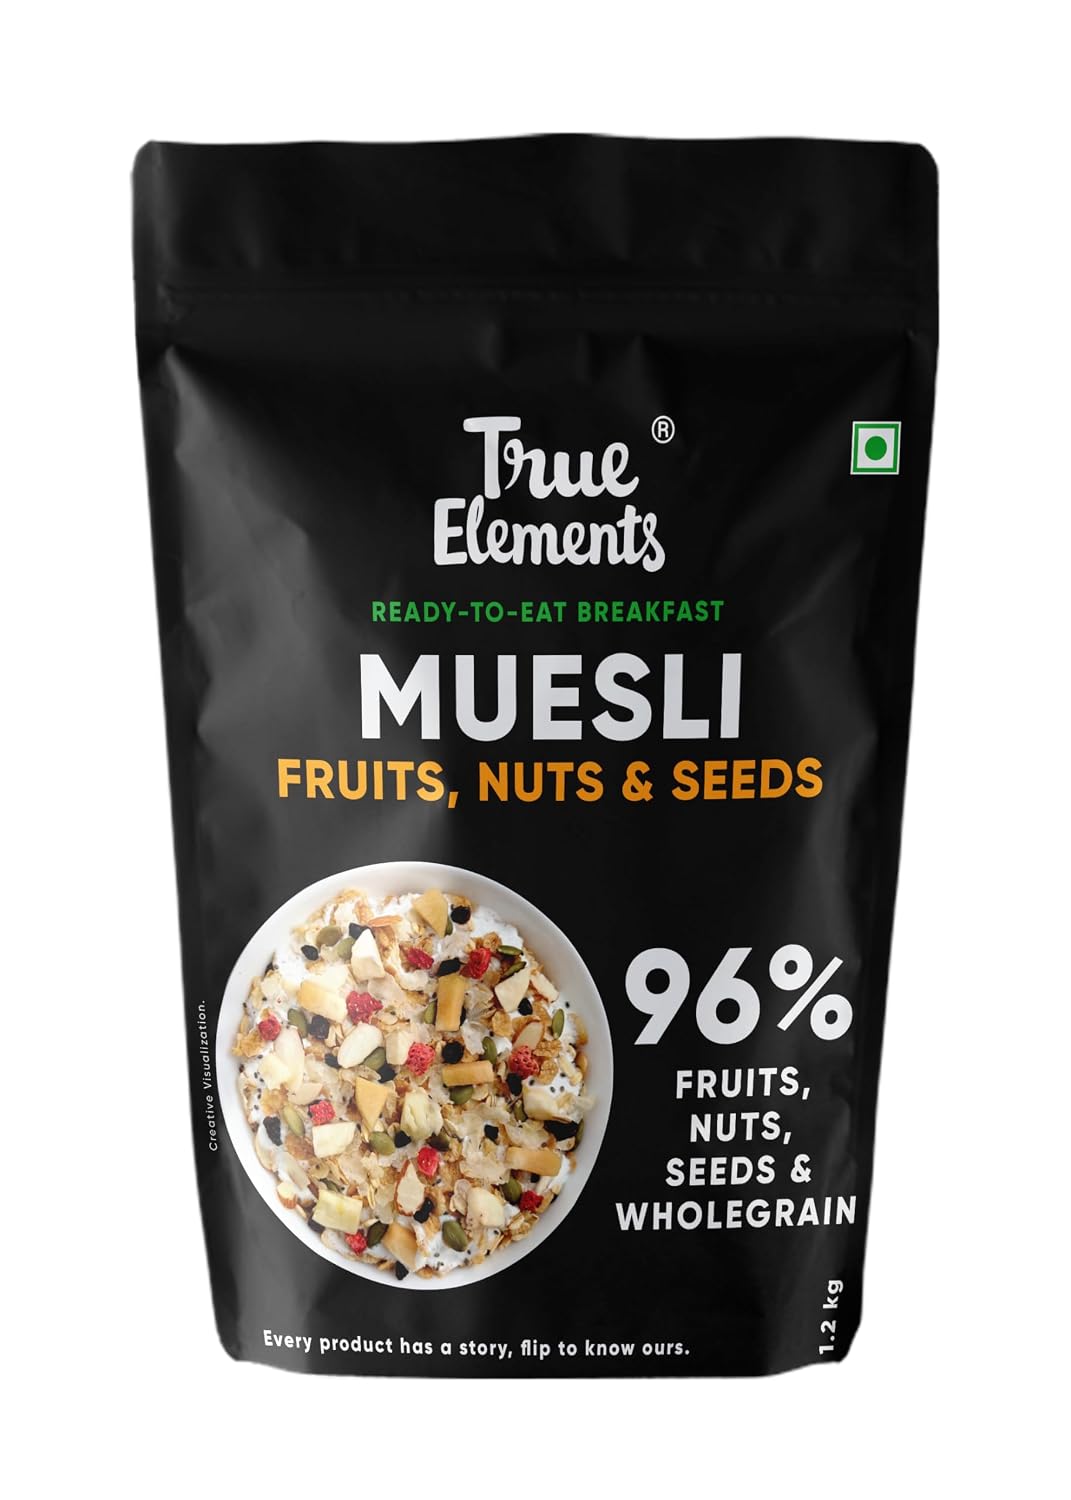 True ®
Elements
READY-TO-EAT BREAKFAST
MUESLI
FRUITS, NUTS & SEEDS
96%
FRUITS,
NUTS,
SEEDS &
WHOLEGRAIN
Creative Visualization.
1.2 kg
Every product has a story, flip to know ours.